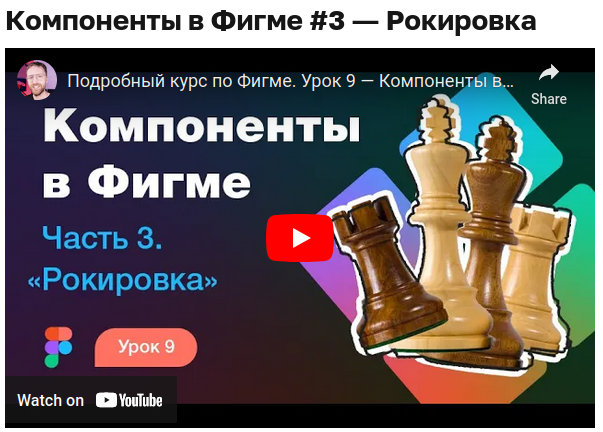 Компоненты в Фигме #3 — Рокировка
Подробный курс по Фигме. Урок 9 — Компоненты в...
Share
Компоненты
в Фигме
Часть 3.
«Рокировка»
Урок 9
Watch on YouTube